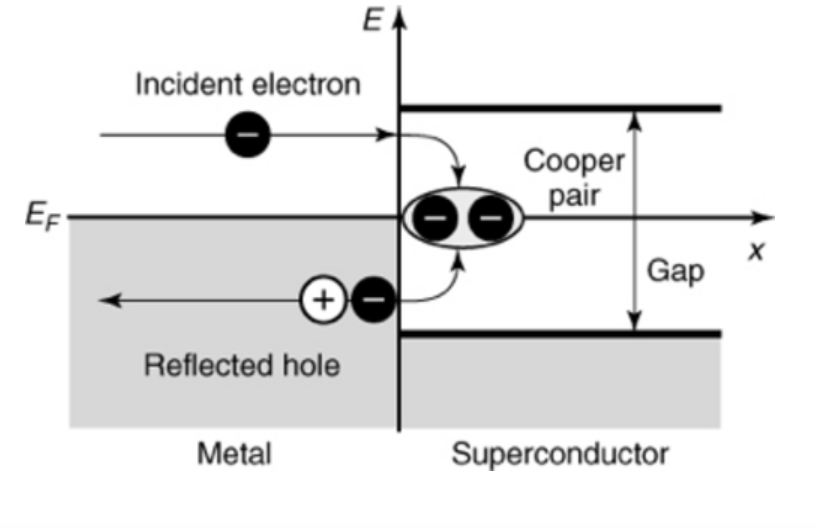 E
Incident electron
−
Cooper
pair
E_F
− −
x
Gap
+ −
Reflected hole
Metal
Superconductor